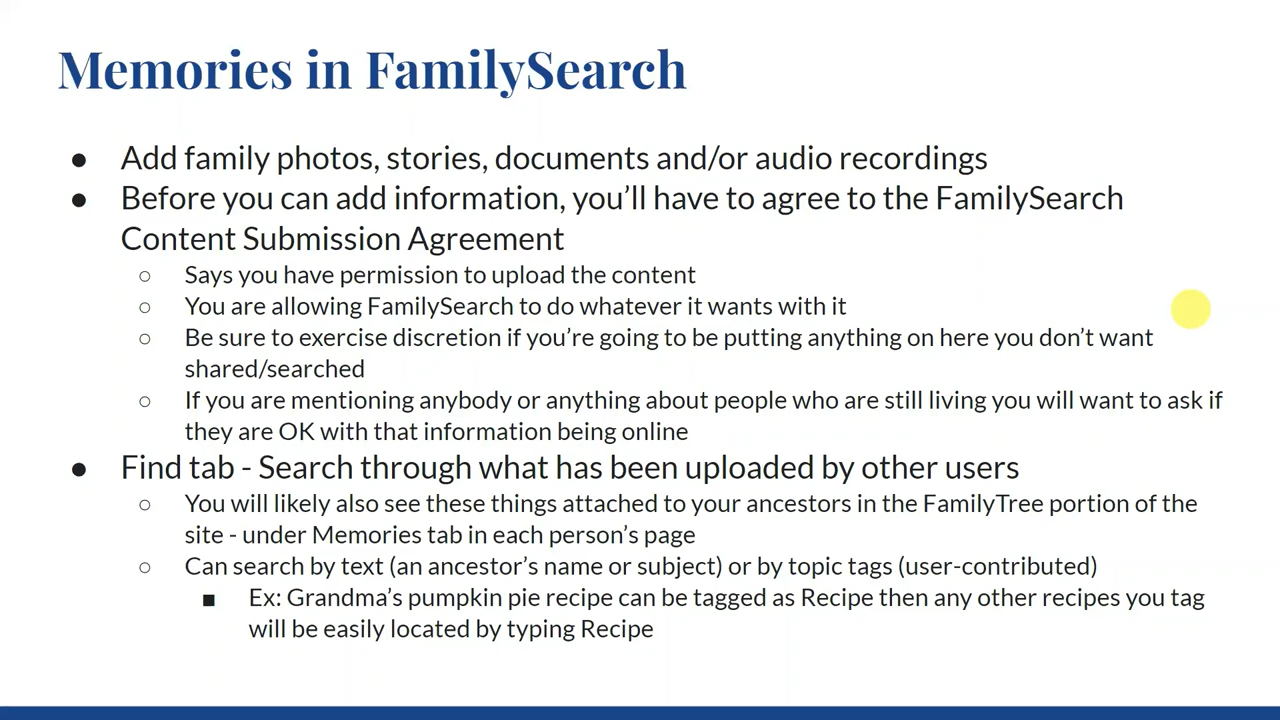 Memories in FamilySearch
● Add family photos, stories, documents and/or audio recordings
● Before you can add information, you’ll have to agree to the FamilySearch
Content Submission Agreement
○ Says you have permission to upload the content
○ You are allowing FamilySearch to do whatever it wants with it
○ Be sure to exercise discretion if you’re going to be putting anything on here you don’t want
shared/searched
○ If you are mentioning anybody or anything about people who are still living you will want to ask if
they are OK with that information being online
● Find tab - Search through what has been uploaded by other users
○ You will likely also see these things attached to your ancestors in the FamilyTree portion of the
site - under Memories tab in each person’s page
○ Can search by text (an ancestor’s name or subject) or by topic tags (user-contributed)
■ Ex: Grandma’s pumpkin pie recipe can be tagged as Recipe then any other recipes you tag
will be easily located by typing Recipe